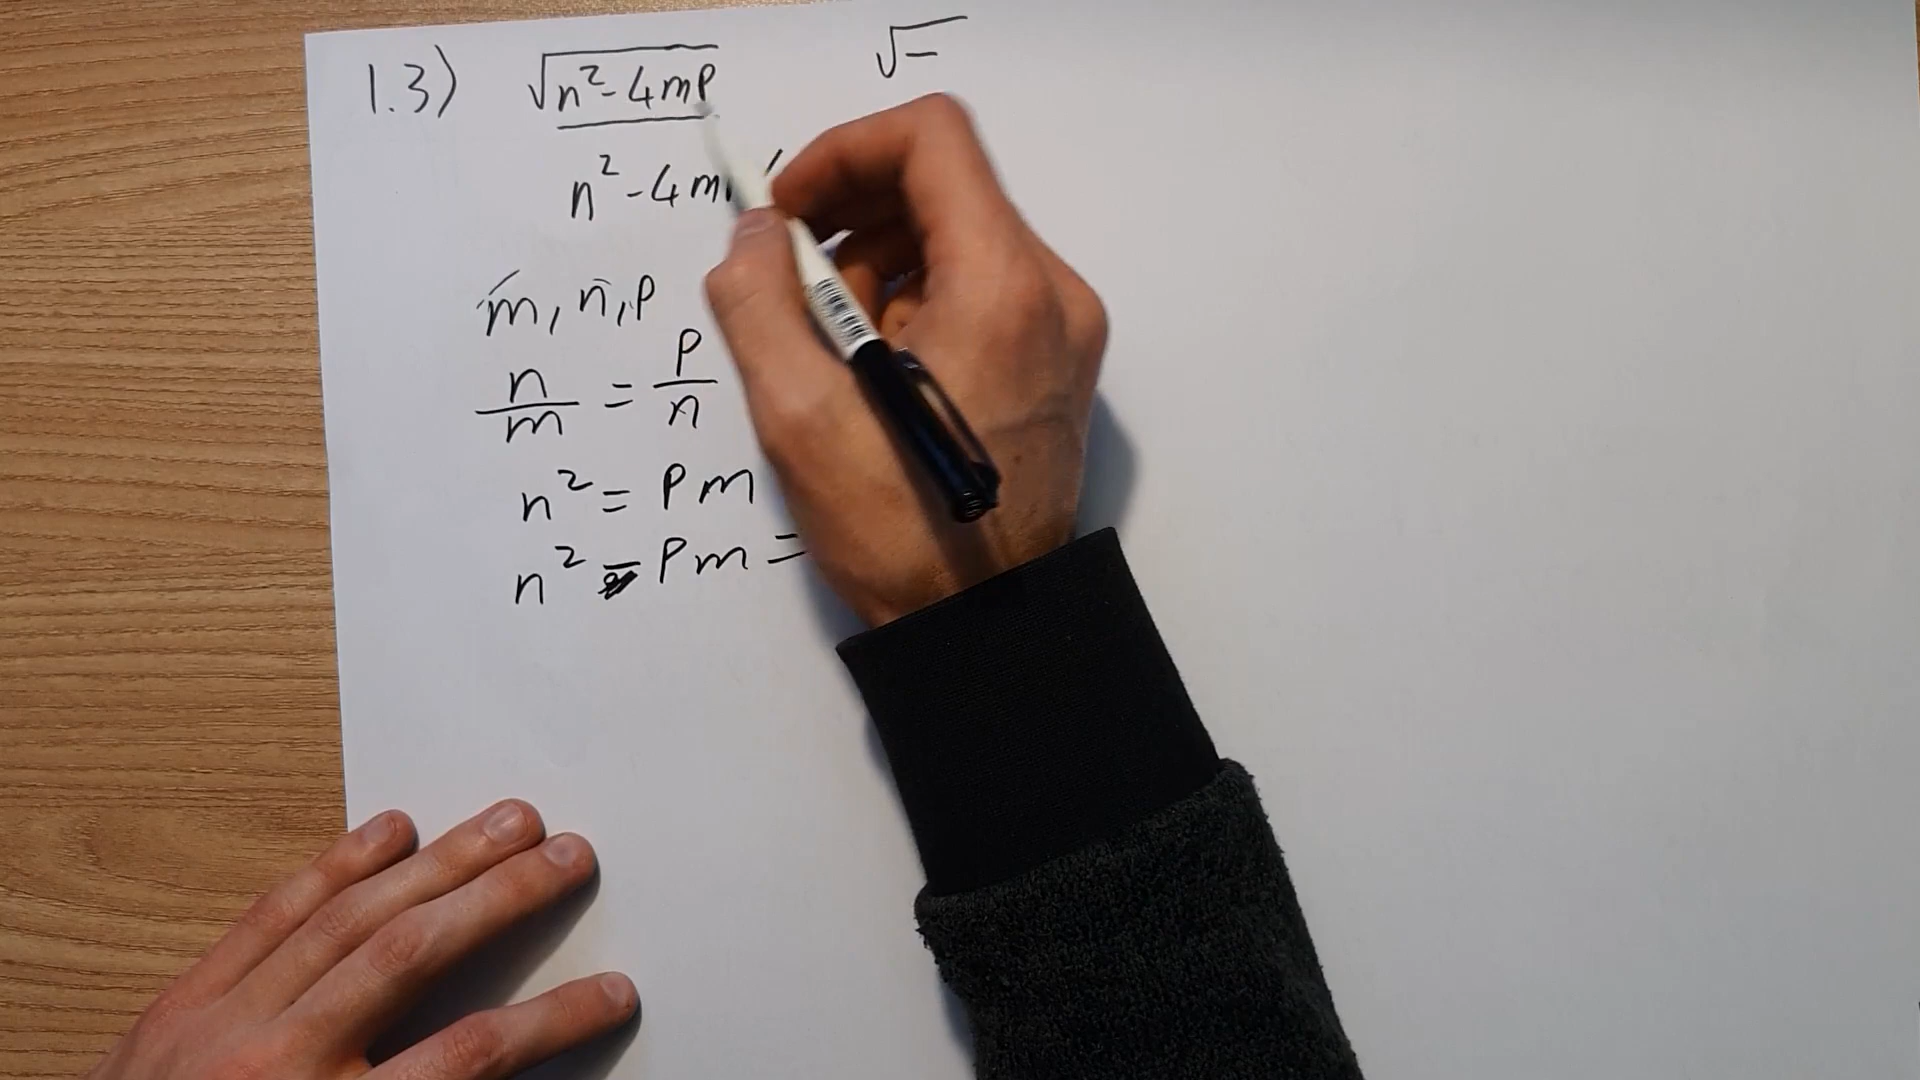 1.3) √(n² - 4mp) √-
n² - 4m
m, n, p
n/m = p/n
n² = pm
n² - pm =